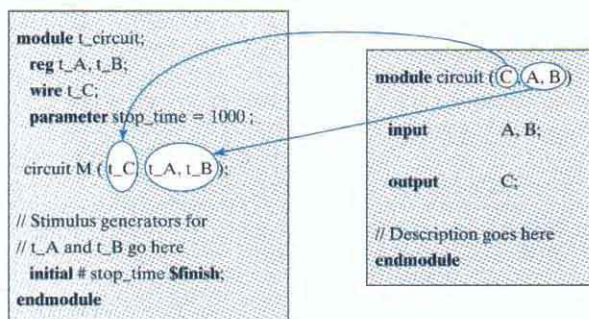 module t_circuit;
reg t_A, t_B;
wire t_C;
parameter stop_time = 1000 ;
circuit M ( t_C, t_A, t_B);
// Stimulus generators for
// t_A and t_B go here
initial # stop_time $finish;
endmodule
module circuit ( C, A, B)
input A, B;
output C;
// Description goes here
endmodule